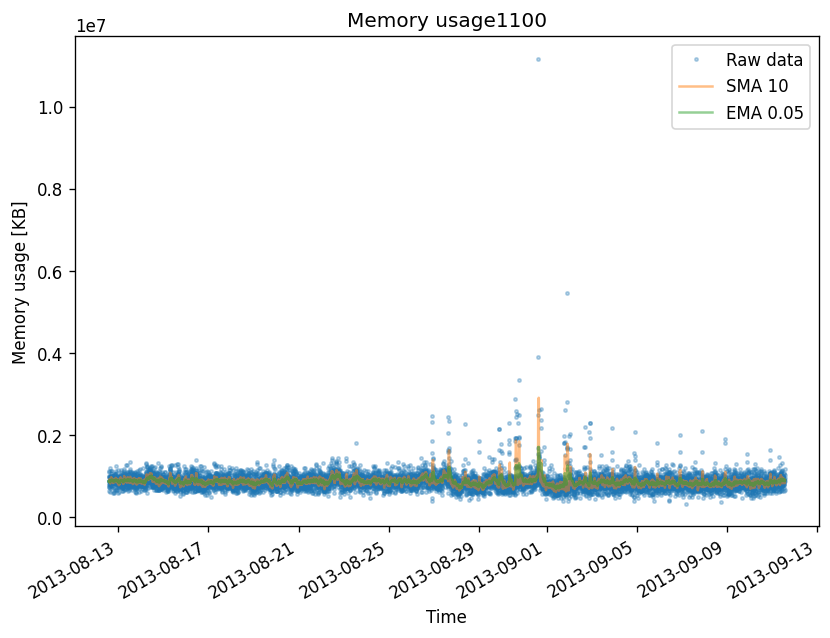 Memory usage1100
1e7
Raw data
SMA 10
EMA 0.05
1.0
0.8
0.6
0.4
0.2
0.0
Memory usage [KB]
2013-08-13
2013-08-17
2013-08-21
2013-08-25
2013-08-29
2013-09-01
2013-09-05
2013-09-09
2013-09-13
Time